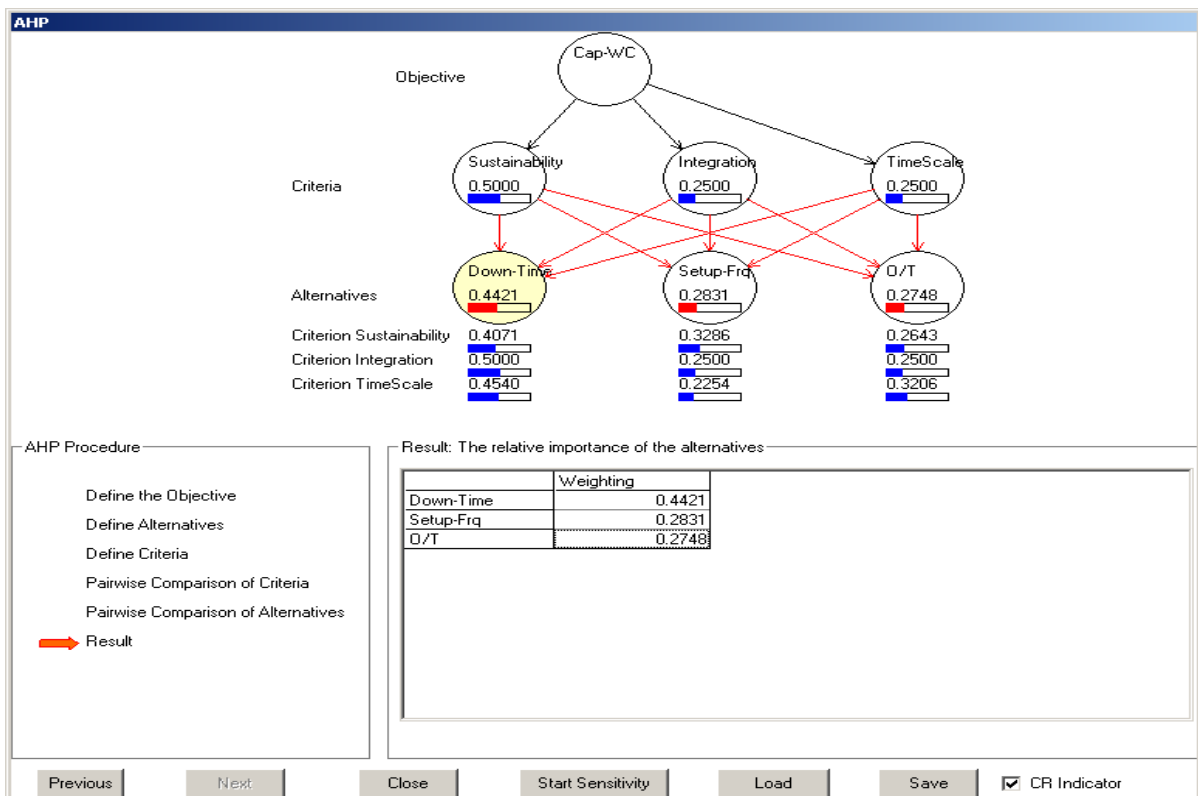 AHP
Cap-WC
Objective
Sustainability Integration TimeScale
Criteria 0.5000 0.2500 0.2500
Down-Time Setup-Frq O/T
Alternatives 0.4421 0.2831 0.2748
Criterion Sustainability 0.4071 0.3286 0.2643
Criterion Integration 0.5000 0.2500 0.2500
Criterion TimeScale 0.4540 0.2254 0.3206
AHP Procedure
Define the Objective
Define Alternatives
Define Criteria
Pairwise Comparison of Criteria
Pairwise Comparison of Alternatives
Result
Result: The relative importance of the alternatives
Weighting
Down-Time 0.4421
Setup-Frq 0.2831
O/T 0.2748
Previous Next Close Start Sensitivity Load Save CR Indicator